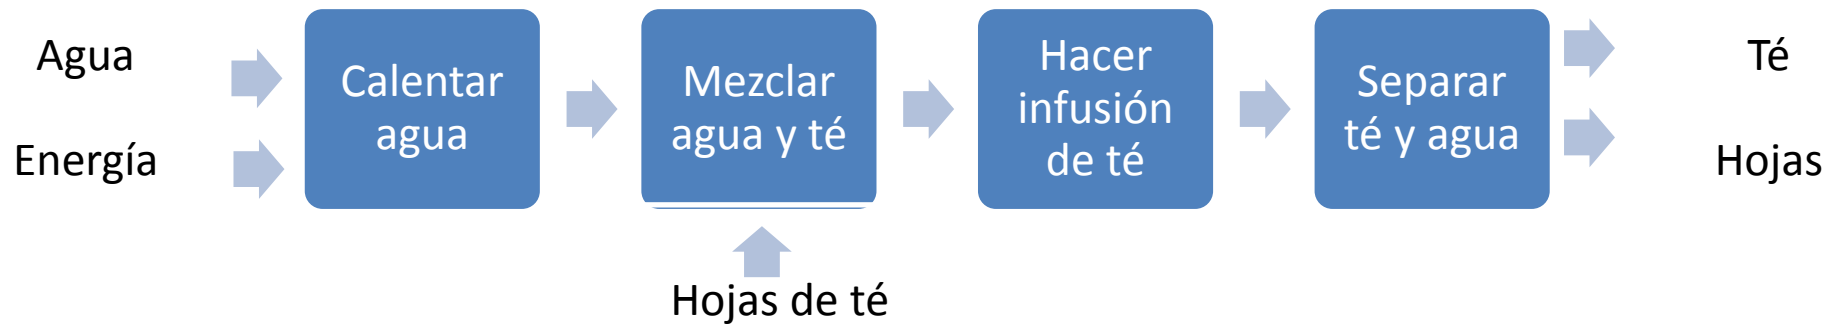 Agua
Energía
Calentar
agua
Mezclar
agua y té
Hojas de té
Hacer
infusión
de té
Separar
té y agua
Té
Hojas